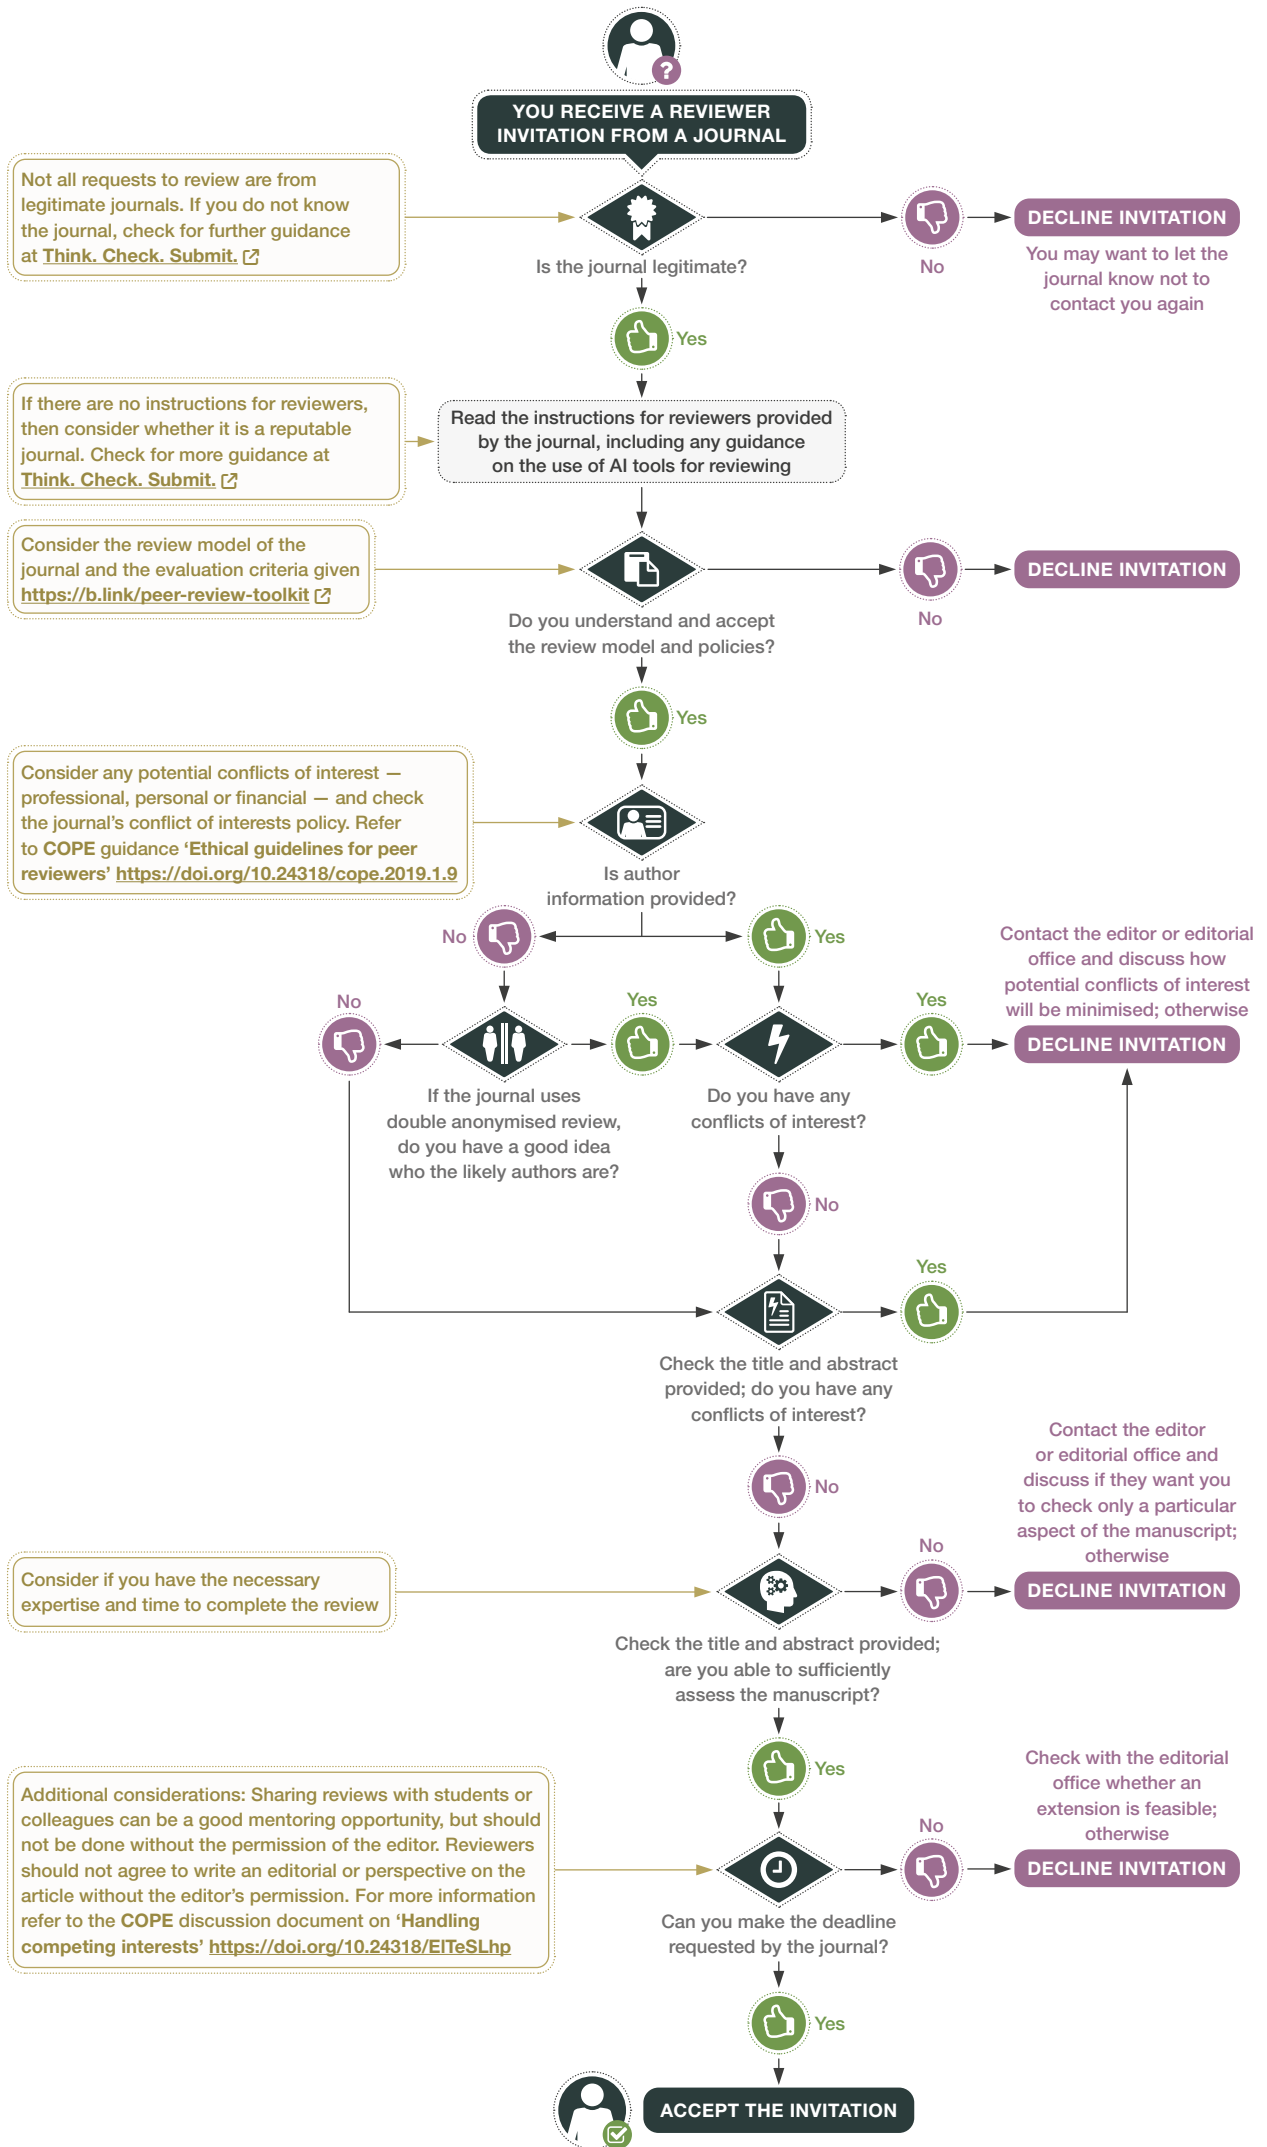 ?
YOU RECEIVE A REVIEWER
INVITATION FROM A JOURNAL
Not all requests to review are from
legitimate journals. If you do not know
the journal, check for further guidance
at Think. Check. Submit.
Is the journal legitimate?
No
DECLINE INVITATION
You may want to let the
journal know not to
contact you again
Yes
If there are no instructions for reviewers,
then consider whether it is a reputable
journal. Check for more guidance at
Think. Check. Submit.
Read the instructions for reviewers provided
by the journal, including any guidance
on the use of AI tools for reviewing
Consider the review model of the
journal and the evaluation criteria given
https://b.link/peer-review-toolkit
Do you understand and accept
the review model and policies?
No
DECLINE INVITATION
Yes
Consider any potential conflicts of interest —
professional, personal or financial — and check
the journal’s conflict of interests policy. Refer
to COPE guidance ‘Ethical guidelines for peer
reviewers’ https://doi.org/10.24318/cope.2019.1.9
Is author
information provided?
No
Yes
No
If the journal uses
double anonymised review,
do you have a good idea
who the likely authors are?
Yes
Do you have any
conflicts of interest?
Yes
Contact the editor or editorial
office and discuss how
potential conflicts of interest
will be minimised; otherwise
DECLINE INVITATION
No
Check the title and abstract
provided; do you have any
conflicts of interest?
Yes
No
Consider if you have the necessary
expertise and time to complete the review
Check the title and abstract provided;
are you able to sufficiently
assess the manuscript?
No
Contact the editor
or editorial office and
discuss if they want you
to check only a particular
aspect of the manuscript;
otherwise
DECLINE INVITATION
Yes
Additional considerations: Sharing reviews with students or
colleagues can be a good mentoring opportunity, but should
not be done without the permission of the editor. Reviewers
should not agree to write an editorial or perspective on the
article without the editor’s permission. For more information
refer to the COPE discussion document on ‘Handling
competing interests’ https://doi.org/10.24318/ElTeSLhp
Can you make the deadline
requested by the journal?
No
Check with the editorial
office whether an
extension is feasible;
otherwise
DECLINE INVITATION
Yes
ACCEPT THE INVITATION